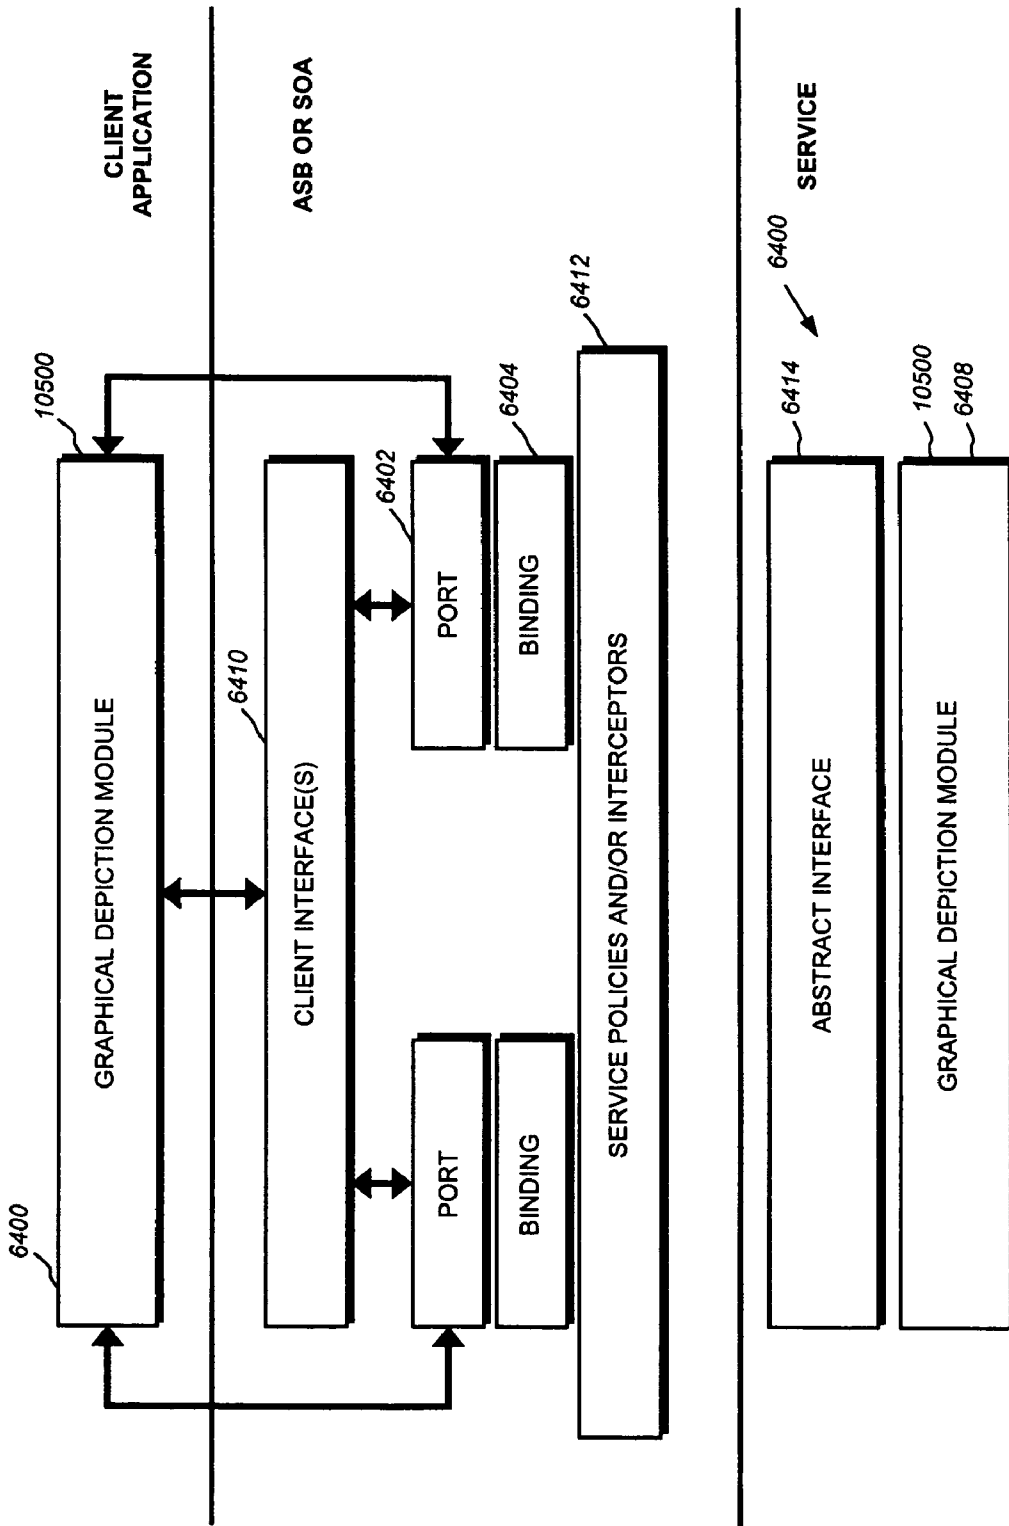 CLIENT
APPLICATION
6400
GRAPHICAL DEPICTION MODULE
10500
ASB OR SOA
6410
CLIENT INTERFACE(S)
6402
PORT
PORT
6404
BINDING
BINDING
6412
SERVICE POLICIES AND/OR INTERCEPTORS
SERVICE
6400
6414
ABSTRACT INTERFACE
10500
6408
GRAPHICAL DEPICTION MODULE